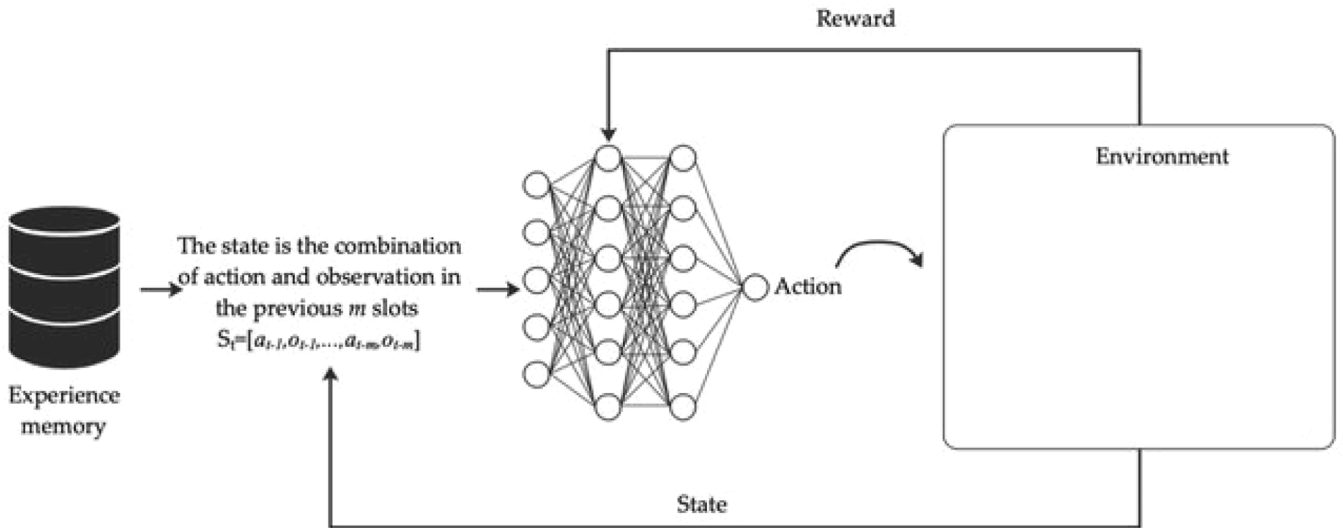 Reward
Environment
The state is the combination
of action and observation in
the previous m slots
Sₜ=[aₜ₋₁,oₜ₋₁,...,aₜ₋ₘ,oₜ₋ₘ]
Action
Experience
memory
State